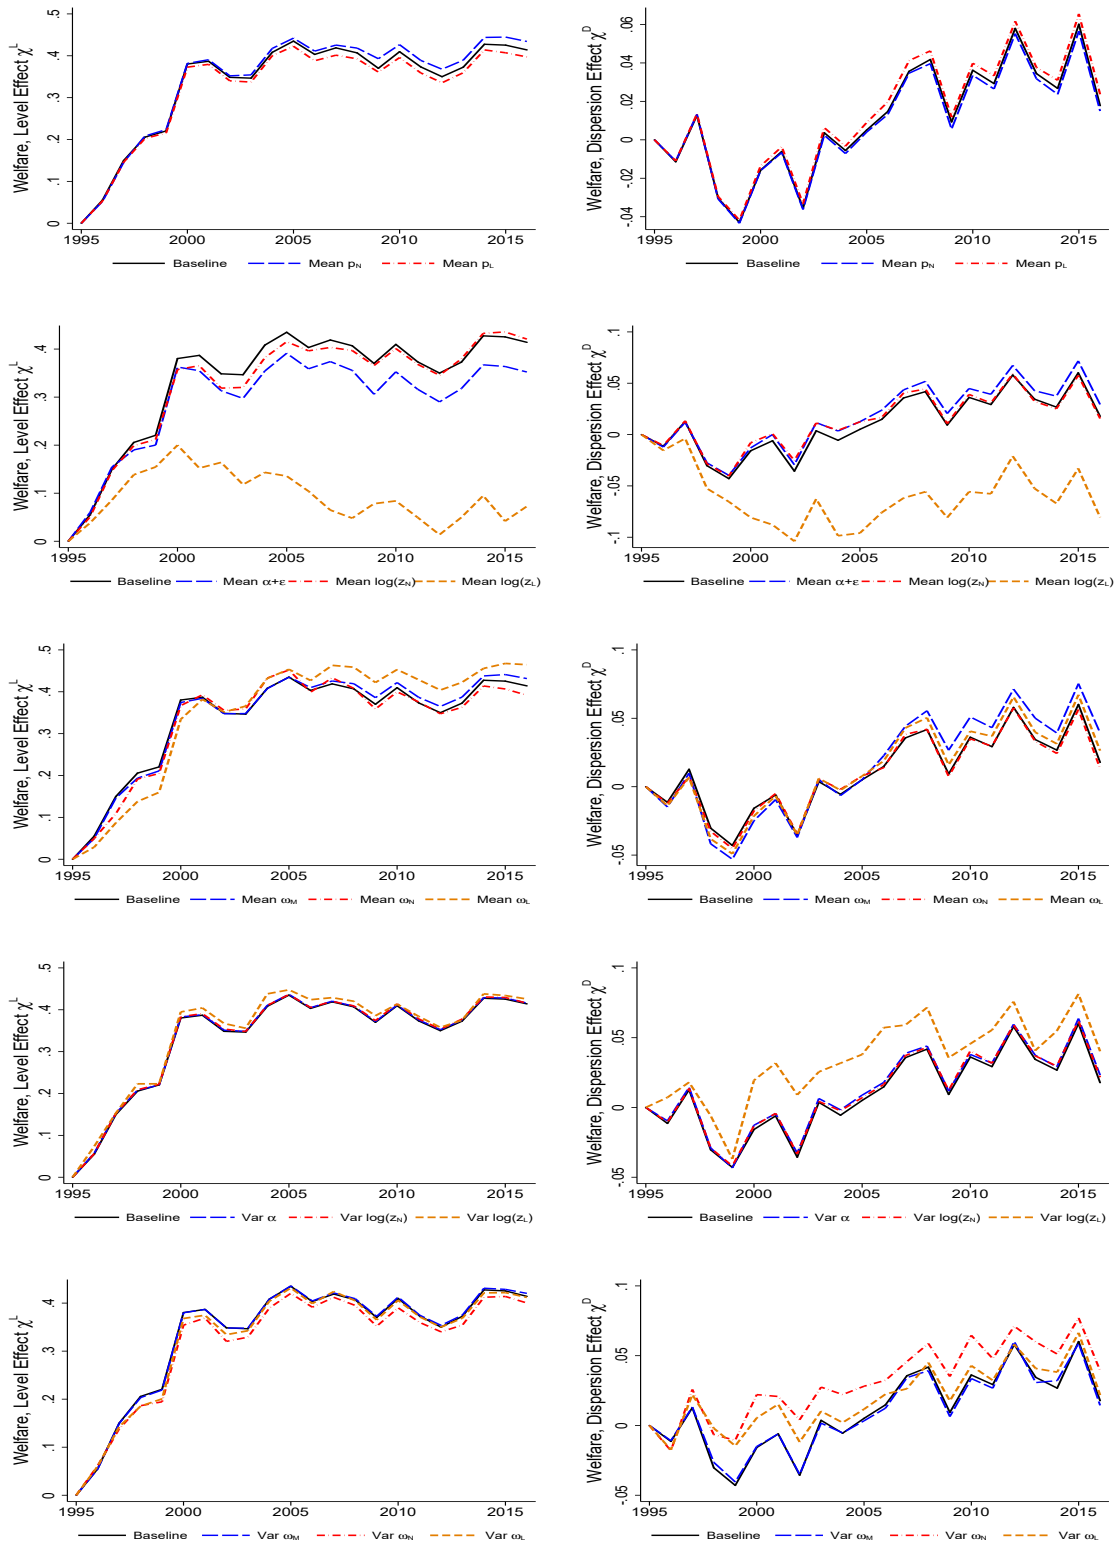 Welfare, Level Effect χᴸ
.5
.4
.3
.2
.1
0
1995 2000 2005 2010 2015
Baseline Mean p_N Mean p_L
Welfare, Dispersion Effect χᴰ
.06
.04
.02
0
-.02
-.04
1995 2000 2005 2010 2015
Baseline Mean p_N Mean p_L
Welfare, Level Effect χᴸ
.4
.3
.2
.1
0
1995 2000 2005 2010 2015
Baseline Mean α+ε Mean log(z_N) Mean log(z_L)
Welfare, Dispersion Effect χᴰ
.1
.05
0
-.05
-.1
1995 2000 2005 2010 2015
Baseline Mean α+ε Mean log(z_N) Mean log(z_L)
Welfare, Level Effect χᴸ
.5
.4
.3
.2
.1
0
1995 2000 2005 2010 2015
Baseline Mean ω_M Mean ω_N Mean ω_L
Welfare, Dispersion Effect χᴰ
.1
.05
0
-.05
1995 2000 2005 2010 2015
Baseline Mean ω_M Mean ω_N Mean ω_L
Welfare, Level Effect χᴸ
.5
.4
.3
.2
.1
0
1995 2000 2005 2010 2015
Baseline Var α Var log(z_N) Var log(z_L)
Welfare, Dispersion Effect χᴰ
.1
.05
0
-.05
1995 2000 2005 2010 2015
Baseline Var α Var log(z_N) Var log(z_L)
Welfare, Level Effect χᴸ
.4
.3
.2
.1
0
1995 2000 2005 2010 2015
Baseline Var ω_M Var ω_N Var ω_L
Welfare, Dispersion Effect χᴰ
.1
.05
0
-.05
1995 2000 2005 2010 2015
Baseline Var ω_M Var ω_N Var ω_L